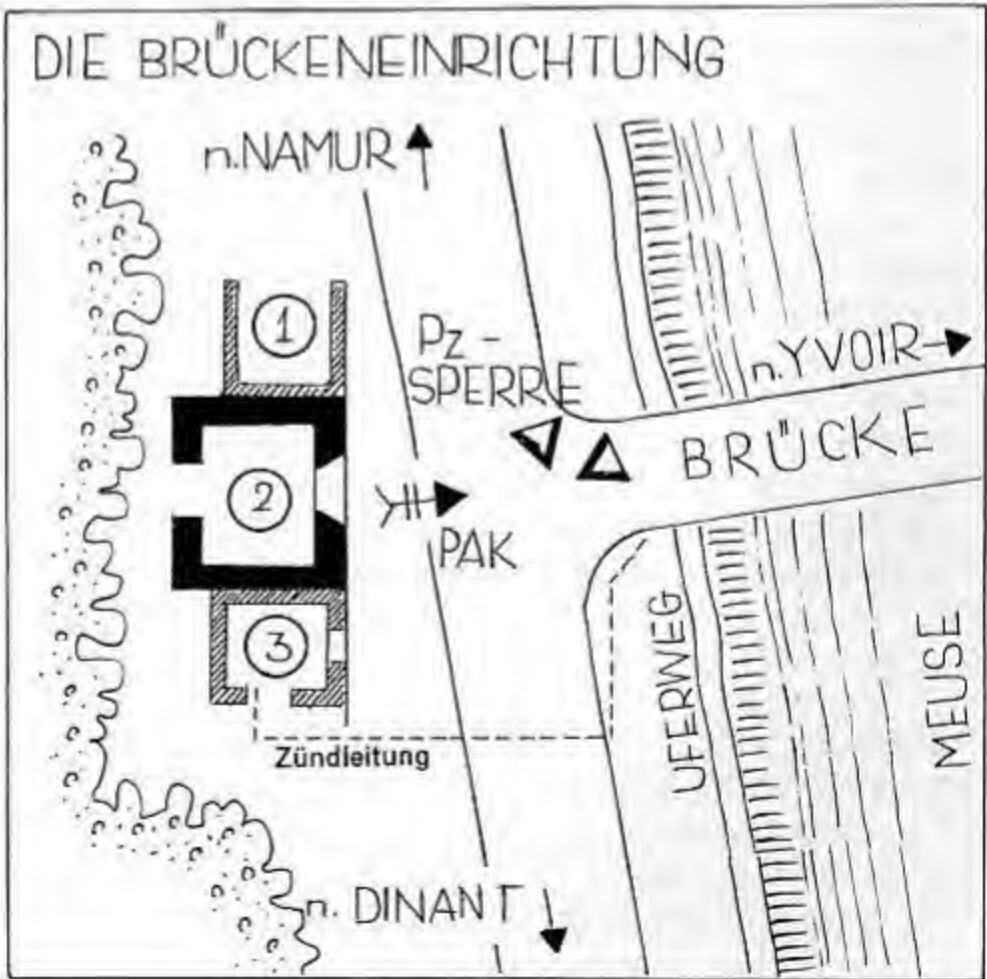 DIE BRÜCKENEINRICHTUNG
n.NAMUR
1
Pz-
SPERRE
n.YVOIR
BRÜCKE
2
PAK
3
UFERWEG
MEUSE
Zündleitung
n. DINANT